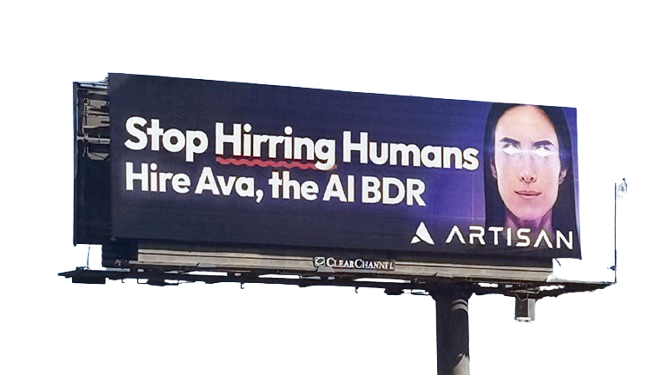 Stop Hirring Humans
Hire Ava, the AI BDR
ARTISAN
CLEARCHANNEL